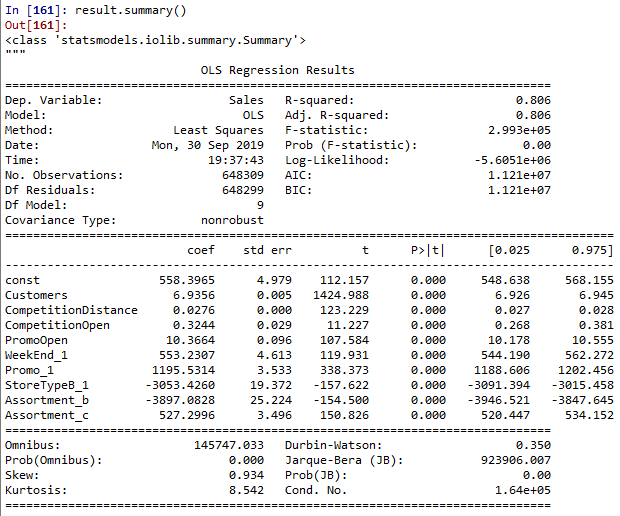 In [161]: result.summary()
Out[161]:
<class 'statsmodels.iolib.summary.Summary'>
"""
                            OLS Regression Results
==============================================================================
Dep. Variable:                  Sales   R-squared:                       0.806
Model:                            OLS   Adj. R-squared:                  0.806
Method:                 Least Squares   F-statistic:                 2.993e+05
Date:                Mon, 30 Sep 2019   Prob (F-statistic):               0.00
Time:                        19:37:43   Log-Likelihood:            -5.6051e+06
No. Observations:              648309   AIC:                         1.121e+07
Df Residuals:                  648299   BIC:                         1.121e+07
Df Model:                           9
Covariance Type:            nonrobust
=======================================================================================
                          coef    std err          t      P>|t|      [0.025      0.975]
---------------------------------------------------------------------------------------
const                 558.3965      4.979    112.157      0.000     548.638     568.155
Customers               6.9356      0.005   1424.988      0.000       6.926       6.945
CompetitionDistance     0.0276      0.000    123.229      0.000       0.027       0.028
CompetitionOpen         0.3244      0.029     11.227      0.000       0.268       0.381
PromoOpen              10.3664      0.096    107.584      0.000      10.178      10.555
WeekEnd_1             553.2307      4.613    119.931      0.000     544.190     562.272
Promo_1              1195.5314      3.533    338.373      0.000    1188.606    1202.456
StoreTypeB_1        -3053.4260     19.372   -157.622      0.000   -3091.394   -3015.458
Assortment_b        -3897.0828     25.224   -154.500      0.000   -3946.521   -3847.645
Assortment_c          527.2996      3.496    150.826      0.000     520.447     534.152
==============================================================================
Omnibus:                   145747.033   Durbin-Watson:                   0.350
Prob(Omnibus):                  0.000   Jarque-Bera (JB):           923906.007
Skew:                           0.934   Prob(JB):                         0.00
Kurtosis:                       8.542   Cond. No.                     1.64e+05
==============================================================================